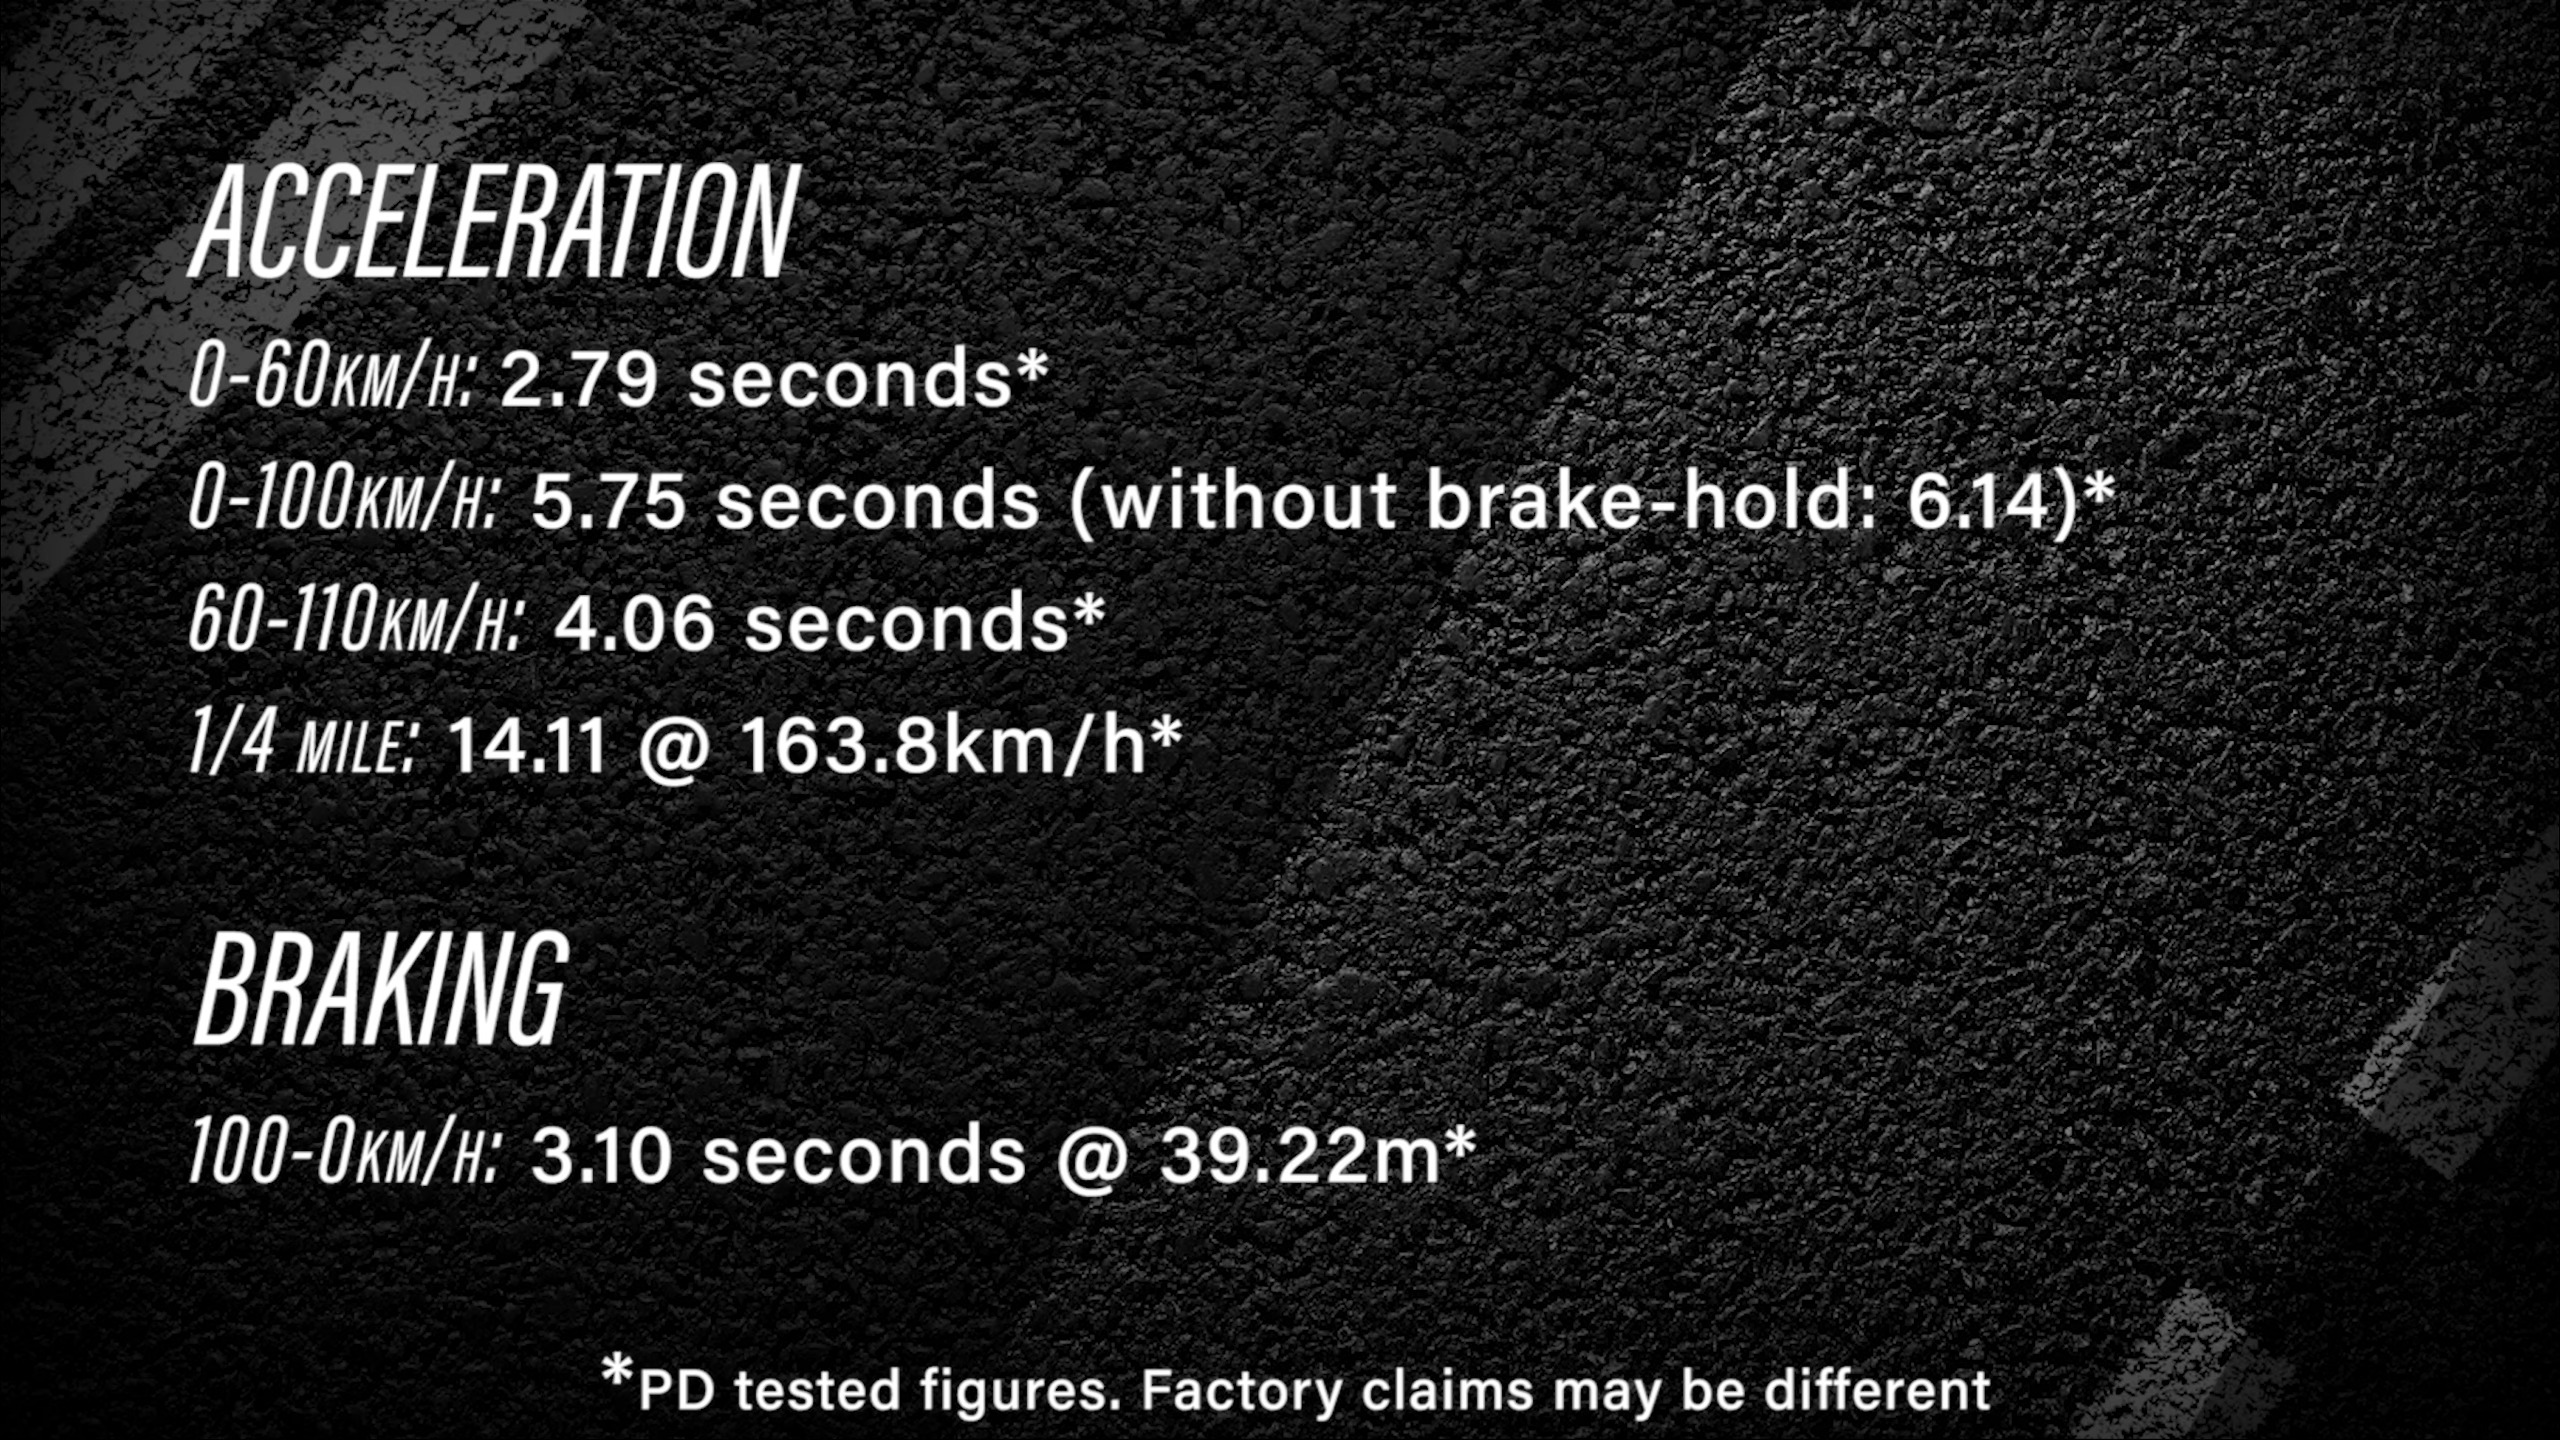 ACCELERATION
0-60KM/H: 2.79 seconds*
0-100KM/H: 5.75 seconds (without brake-hold: 6.14)*
60-110KM/H: 4.06 seconds*
1/4 MILE: 14.11 @ 163.8km/h*
BRAKING
100-0KM/H: 3.10 seconds @ 39.22m*
*PD tested figures. Factory claims may be different